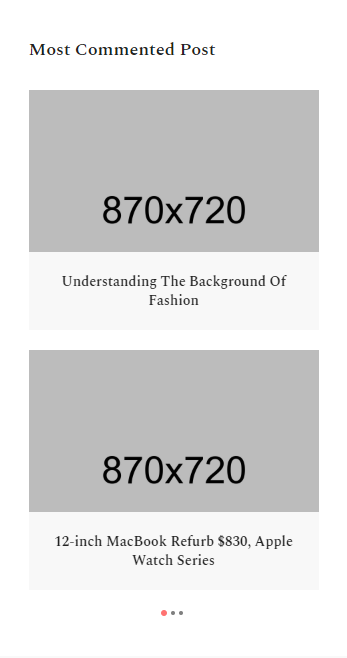 Most Commented Post
870x720
Understanding The Background Of
Fashion
870x720
12-inch MacBook Refurb $830, Apple
Watch Series